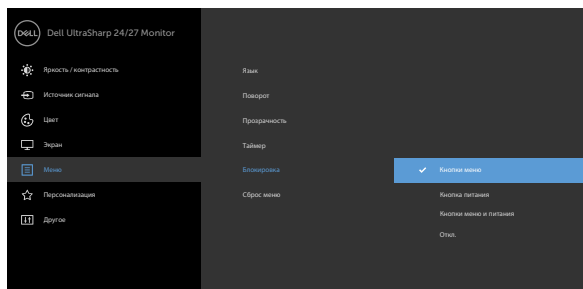 DELL
Dell UltraSharp 24/27 Monitor
Яркость / контрастность
Источник сигнала
Цвет
Экран
Меню
Персонализация
Другое
Язык
Поворот
Прозрачность
Таймер
Блокировка
Сброс меню
Кнопки меню
Кнопка питания
Кнопки меню и питания
Откл.